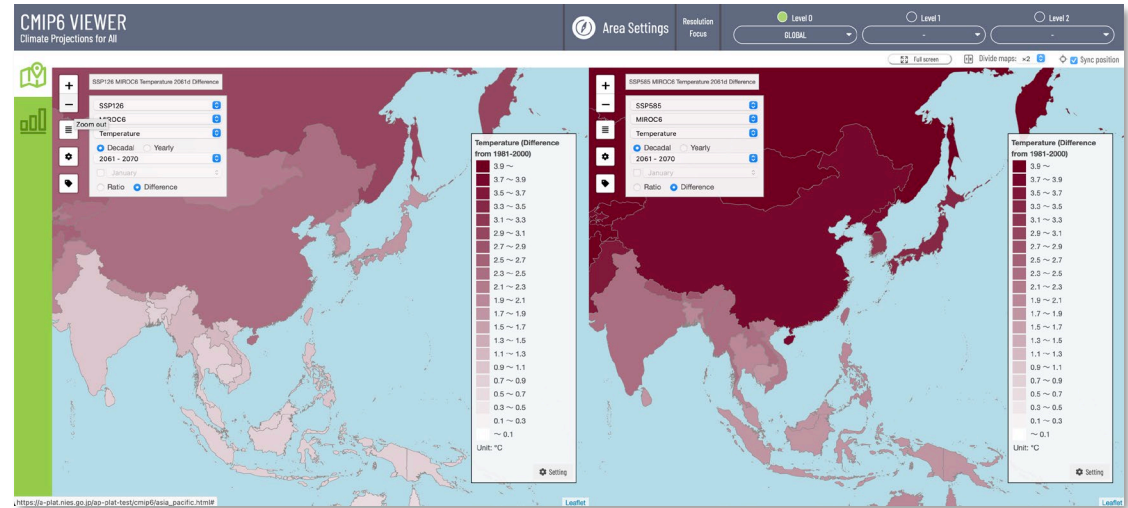 CMIP6 VIEWER
Climate Projections for All
Area Settings
Resolution
Focus
Level 0
GLOBAL
Level 1
-
Level 2
-
Full screen
Divide maps: ×2
Sync position
+
−
Zoom out
SSP126 MIROC6 Temperature 2061d Difference
SSP126
MIROC6
Temperature
Decadal Yearly
2061 - 2070
January
Ratio Difference
Temperature (Difference
from 1981-2000)
3.9 ～
3.7 ～ 3.9
3.5 ～ 3.7
3.3 ～ 3.5
3.1 ～ 3.3
2.9 ～ 3.1
2.7 ～ 2.9
2.5 ～ 2.7
2.3 ～ 2.5
2.1 ～ 2.3
1.9 ～ 2.1
1.7 ～ 1.9
1.5 ～ 1.7
1.3 ～ 1.5
1.1 ～ 1.3
0.9 ～ 1.1
0.7 ～ 0.9
0.5 ～ 0.7
0.3 ～ 0.5
0.1 ～ 0.3
～ 0.1
Unit: °C
Setting
https://a-plat.nies.go.jp/ap-plat-test/cmip6/asia_pacific.html#
Leaflet
+
−
SSP585 MIROC6 Temperature 2061d Difference
SSP585
MIROC6
Temperature
Decadal Yearly
2061 - 2070
January
Ratio Difference
Temperature (Difference
from 1981-2000)
3.9 ～
3.7 ～ 3.9
3.5 ～ 3.7
3.3 ～ 3.5
3.1 ～ 3.3
2.9 ～ 3.1
2.7 ～ 2.9
2.5 ～ 2.7
2.3 ～ 2.5
2.1 ～ 2.3
1.9 ～ 2.1
1.7 ～ 1.9
1.5 ～ 1.7
1.3 ～ 1.5
1.1 ～ 1.3
0.9 ～ 1.1
0.7 ～ 0.9
0.5 ～ 0.7
0.3 ～ 0.5
0.1 ～ 0.3
～ 0.1
Unit: °C
Setting
Leaflet